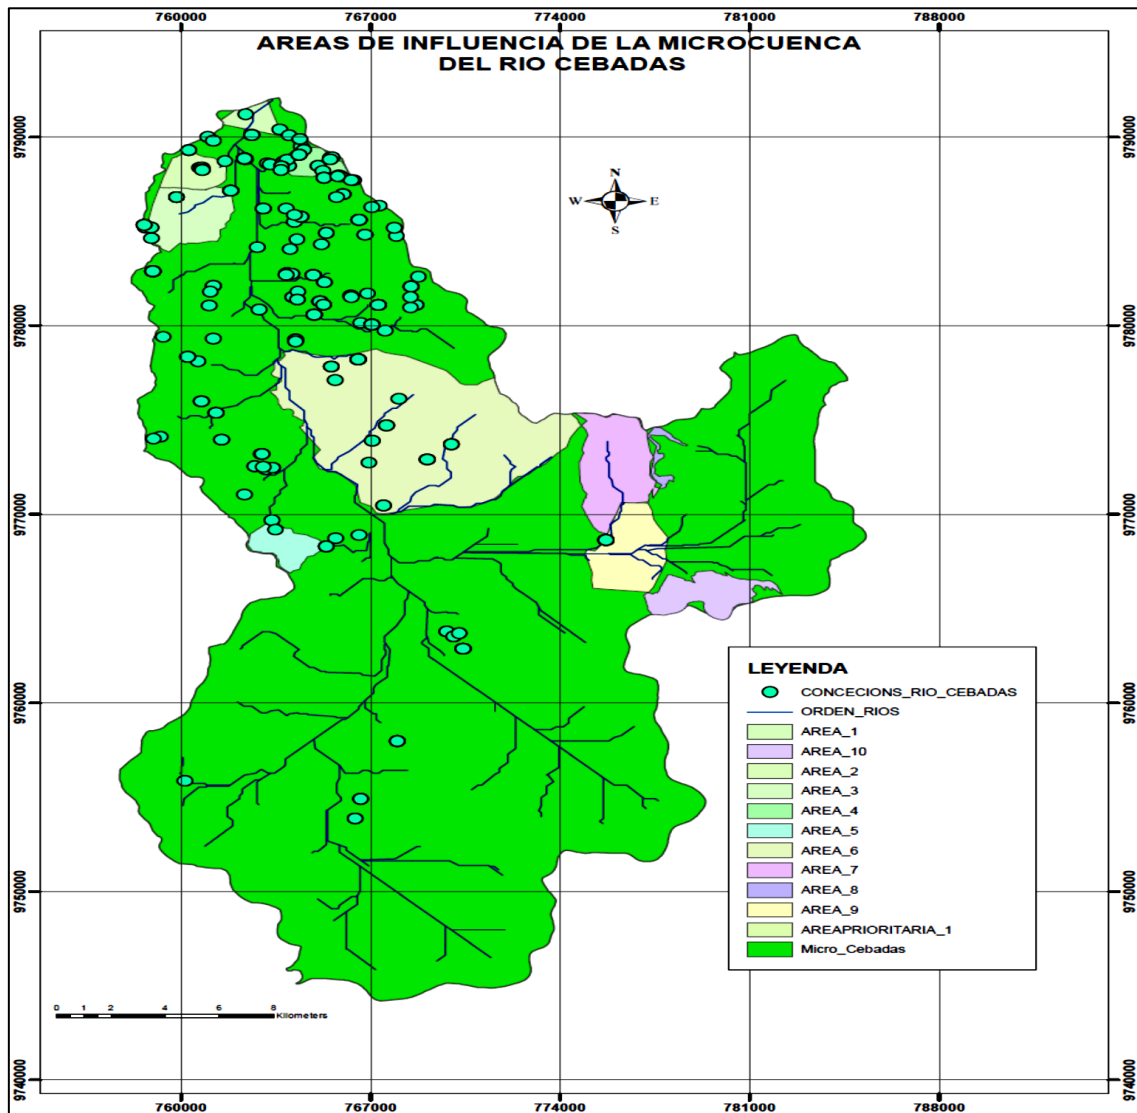 760000 767000 774000 781000 788000
AREAS DE INFLUENCIA DE LA MICROCUENCA
DEL RIO CEBADAS
9790000 9790000
N
W E
S
9780000 9780000
9770000 9770000
LEYENDA
CONCECIONS_RIO_CEBADAS
ORDEN_RIOS
AREA_1
AREA_10
AREA_2
AREA_3
AREA_4
AREA_5
AREA_6
AREA_7
AREA_8
AREA_9
AREAPRIORITARIA_1
Micro_Cebadas
9760000 9760000
9750000 9750000
0 1 2 4 6 8
Kilometers
9740000 9740000
760000 767000 774000 781000 788000